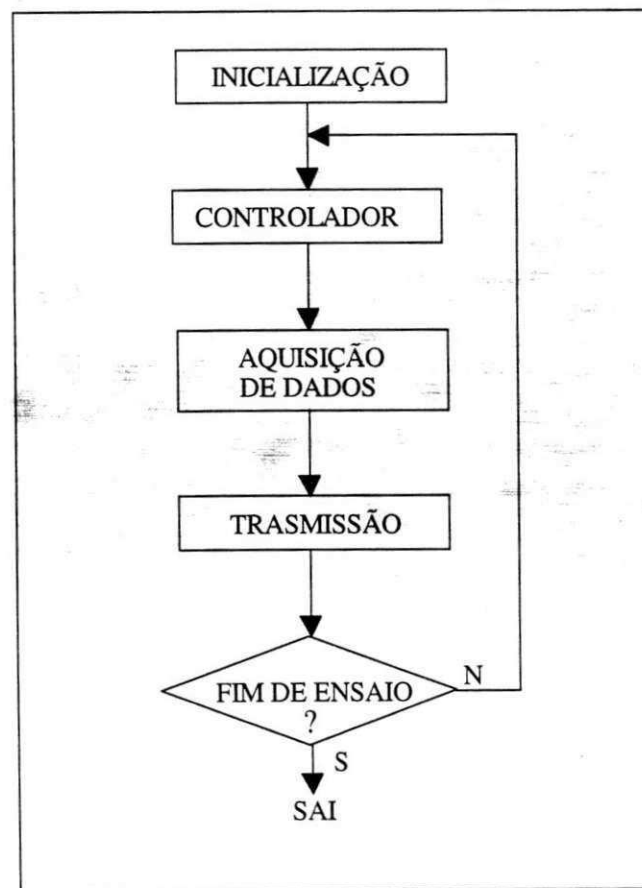 INICIALIZAÇÃO
CONTROLADOR
AQUISIÇÃO
DE DADOS
TRASMISSÃO
FIM DE ENSAIO
?
N
S
SAI